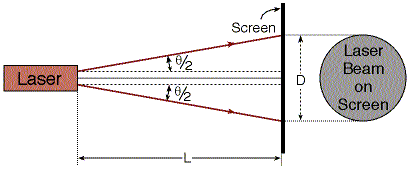 Screen
Laser
θ/2
θ/2
L
D
Laser
Beam
on
Screen